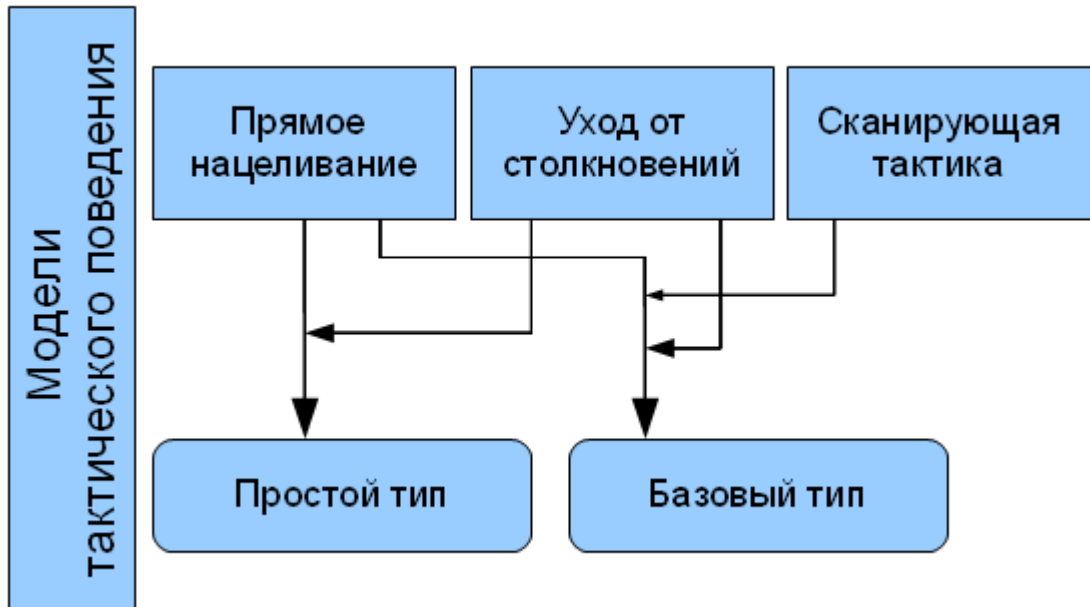 Модели
тактического поведения
Прямое
нацеливание
Уход от
столкновений
Сканирующая
тактика
Простой тип
Базовый тип